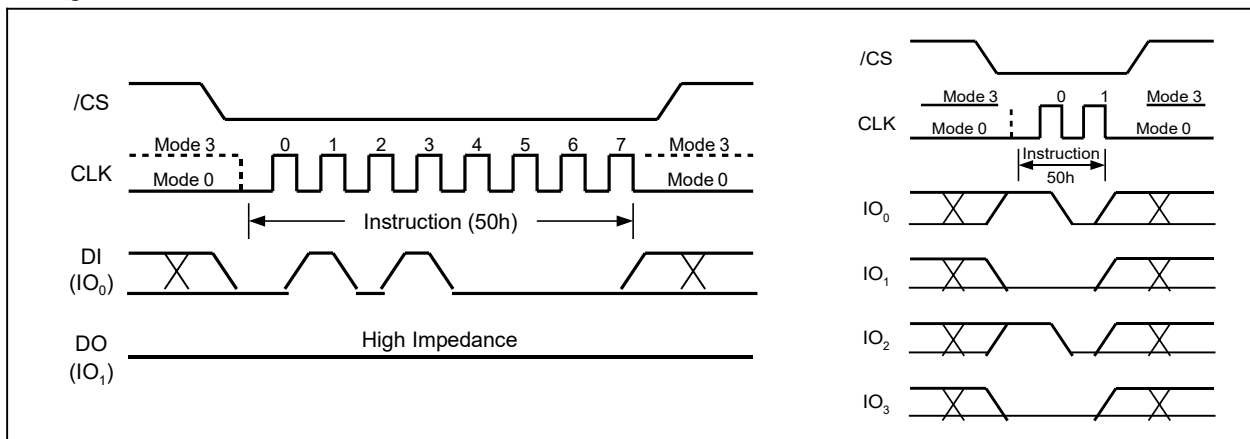 /CS
Mode 3 0 1 2 3 4 5 6 7 Mode 3
CLK
Mode 0 Mode 0
Instruction (50h)
DI
(IO0)
High Impedance
DO
(IO1)
/CS
Mode 3 0 1 Mode 3
CLK
Mode 0 Mode 0
Instruction
50h
IO0
IO1
IO2
IO3